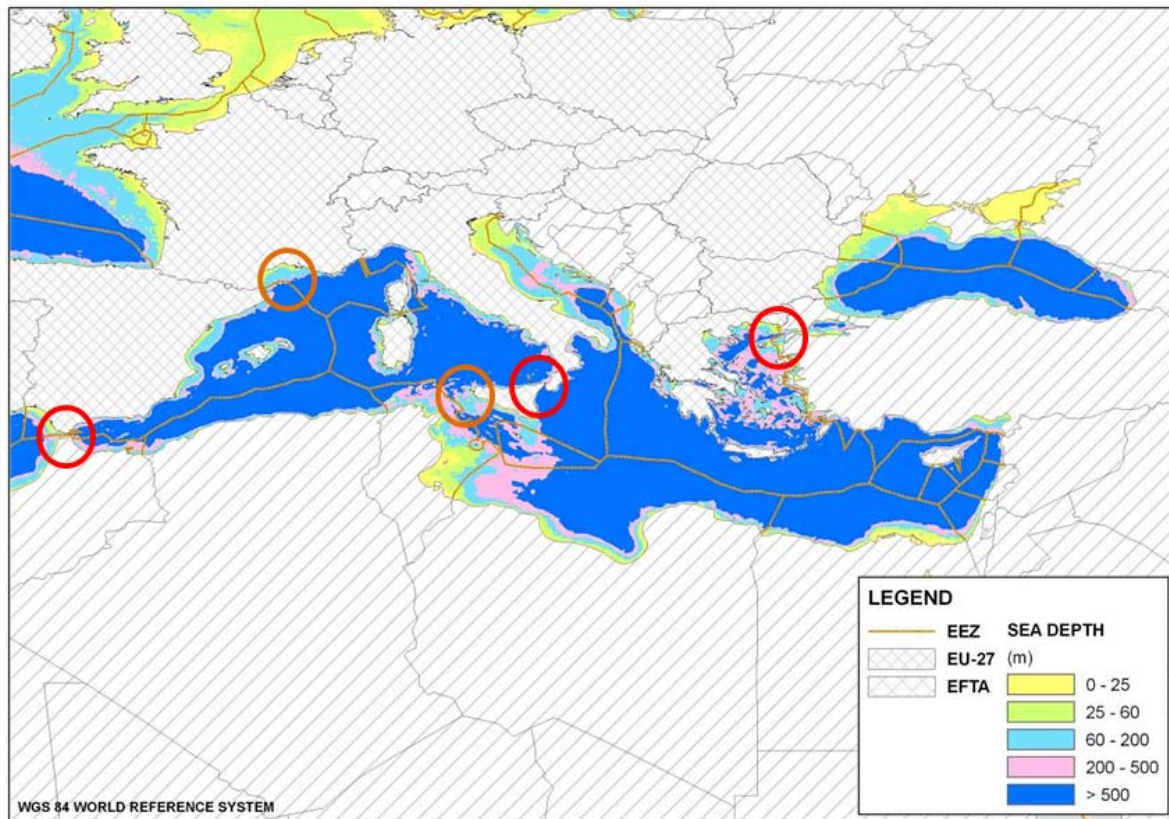 LEGEND
EEZ
EU-27
EFTA
SEA DEPTH
(m)
0 - 25
25 - 60
60 - 200
200 - 500
> 500
WGS 84 WORLD REFERENCE SYSTEM